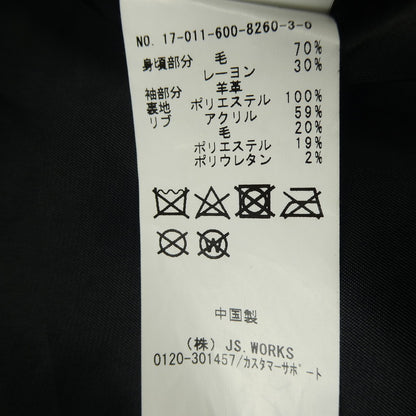 NO. 17-011-600-8260-3-6
身頃部分 毛 70%
レーヨン 30%
袖部分 羊革
裏地 ポリエステル 100%
リブ アクリル 59%
毛 20%
ポリエステル 19%
ポリウレタン 2%
W
中国製
(株) JS.WORKS
0120-301457/カスタマーサポート